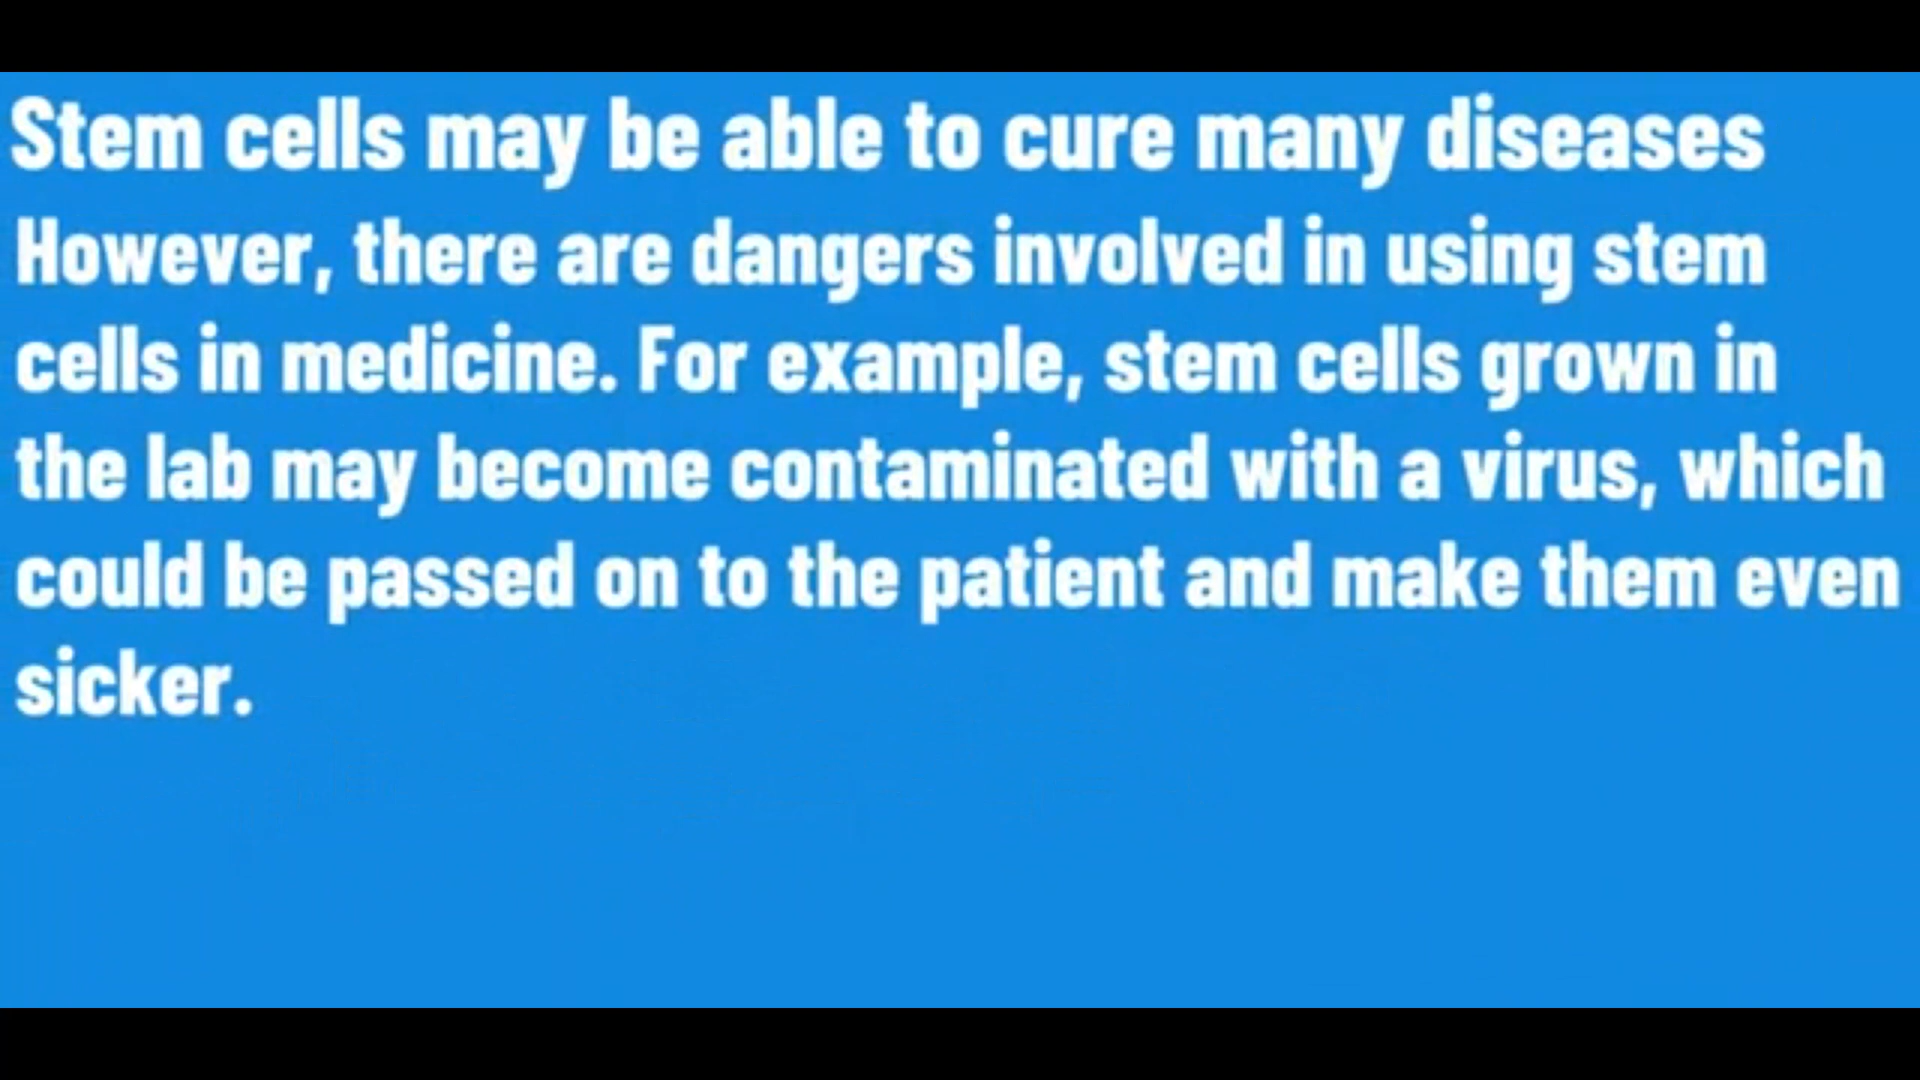 Stem cells may be able to cure many diseases
However, there are dangers involved in using stem
cells in medicine. For example, stem cells grown in
the lab may become contaminated with a virus, which
could be passed on to the patient and make them even
sicker.